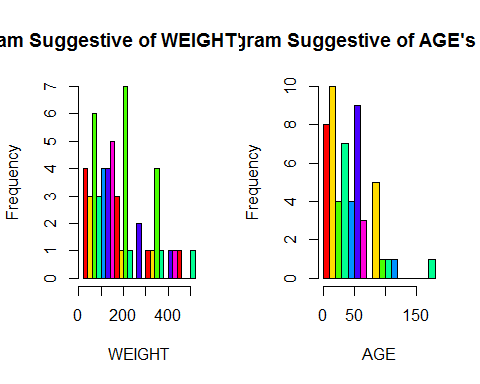 am Suggestive of WEIGHT'
ram Suggestive of AGE's
Frequency
0 1 2 3 4 5 6 7
0 200 400
WEIGHT
Frequency
0 2 4 6 8 10
0 50 150
AGE